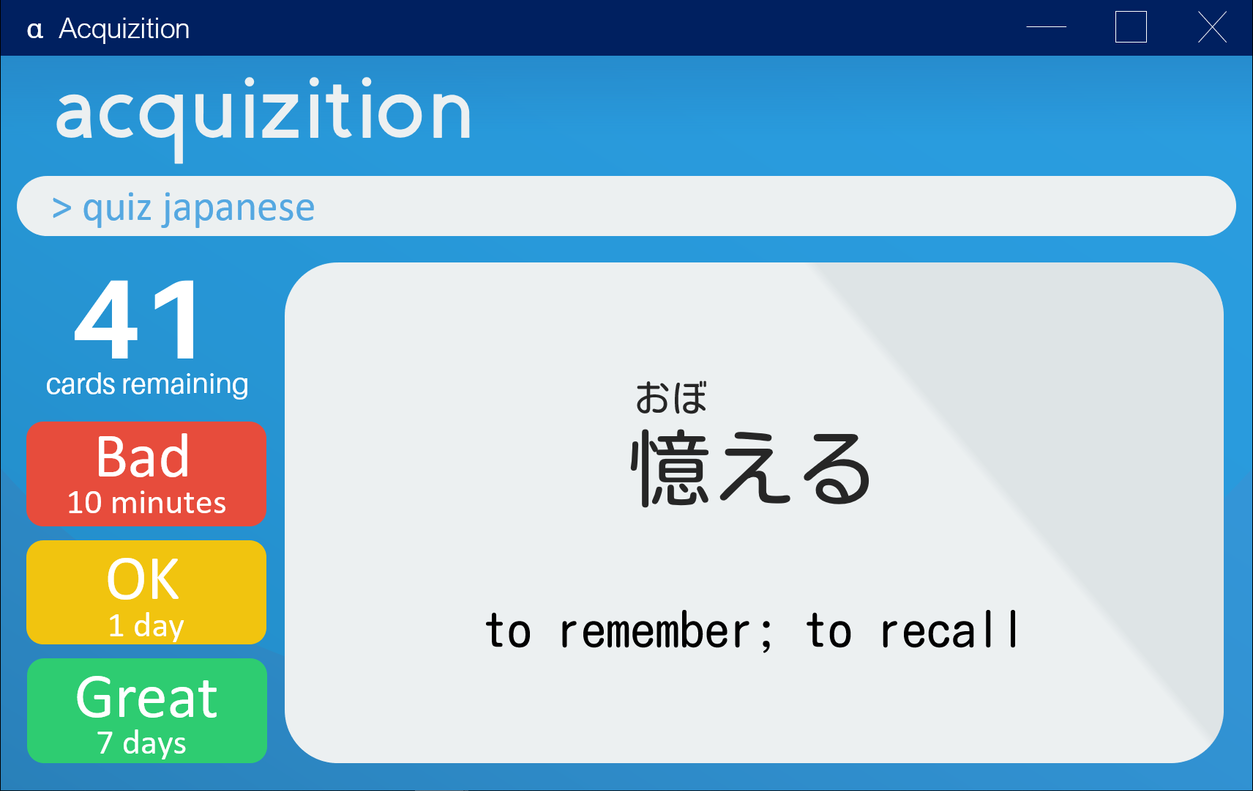 α Acquizition
acquizition
> quiz japanese
41
cards remaining
Bad
10 minutes
OK
1 day
Great
7 days
おぼ
憶える
to remember; to recall